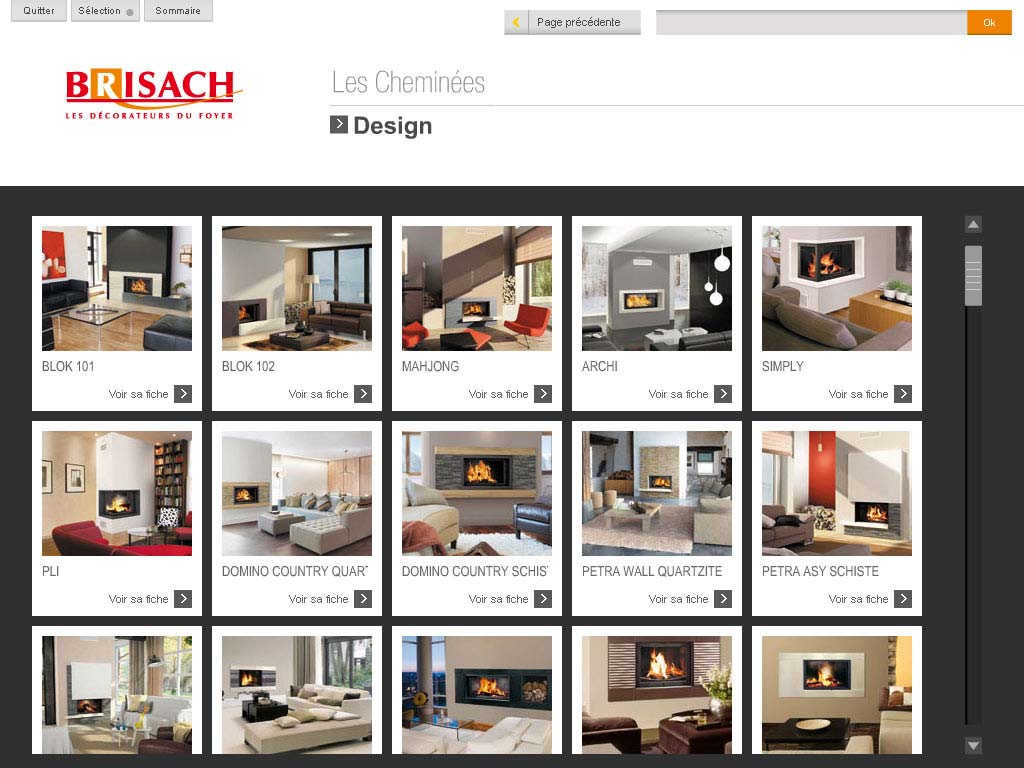 Quitter
Sélection
Sommaire
Page précédente
Ok
BRISACH
LES DÉCORATEURS DU FOYER
Les Cheminées
Design
BLOK 101
Voir sa fiche
BLOK 102
Voir sa fiche
MAHJONG
Voir sa fiche
ARCHI
Voir sa fiche
SIMPLY
Voir sa fiche
PLI
Voir sa fiche
DOMINO COUNTRY QUAR
Voir sa fiche
DOMINO COUNTRY SCHIS
Voir sa fiche
PETRA WALL QUARTZITE
Voir sa fiche
PETRA ASY SCHISTE
Voir sa fiche